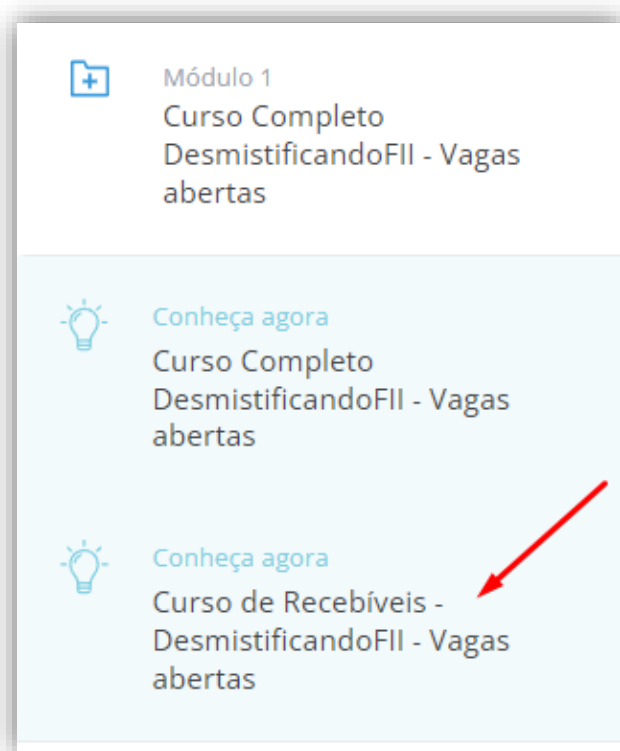 Módulo 1
Curso Completo
DesmistificandoFII - Vagas
abertas
Conheça agora
Curso Completo
DesmistificandoFII - Vagas
abertas
Conheça agora
Curso de Recebíveis -
DesmistificandoFII - Vagas
abertas